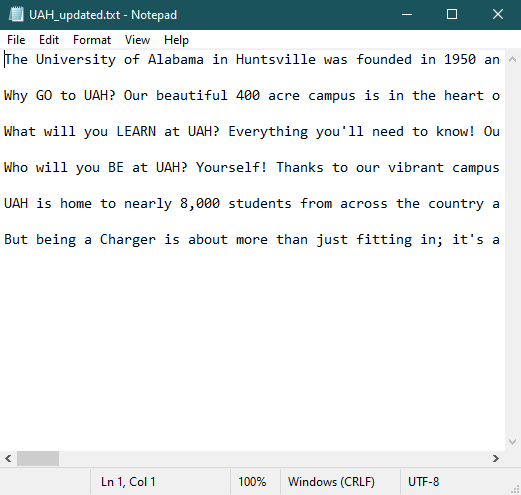 UAH_updated.txt - Notepad
File Edit Format View Help
The University of Alabama in Huntsville was founded in 1950 an
Why GO to UAH? Our beautiful 400 acre campus is in the heart o
What will you LEARN at UAH? Everything you'll need to know! Ou
Who will you BE at UAH? Yourself! Thanks to our vibrant campus
UAH is home to nearly 8,000 students from across the country a
But being a Charger is about more than just fitting in; it's a
Ln 1, Col 1 100% Windows (CRLF) UTF-8